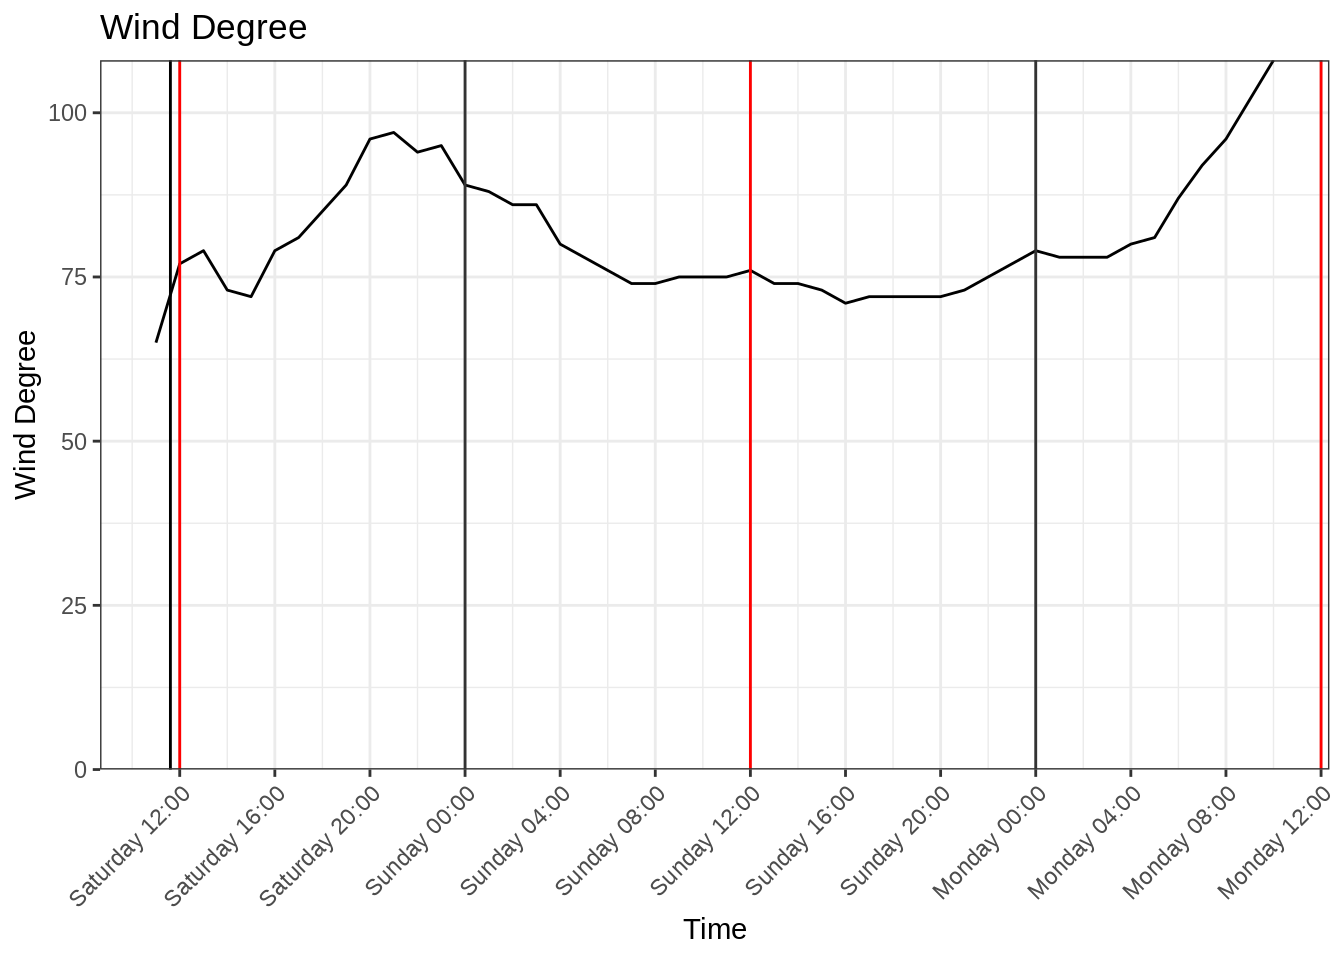 Wind Degree
Wind Degree
100
75
50
25
0
Saturday 12:00
Saturday 16:00
Saturday 20:00
Sunday 00:00
Sunday 04:00
Sunday 08:00
Sunday 12:00
Sunday 16:00
Sunday 20:00
Monday 00:00
Monday 04:00
Monday 08:00
Monday 12:00
Time